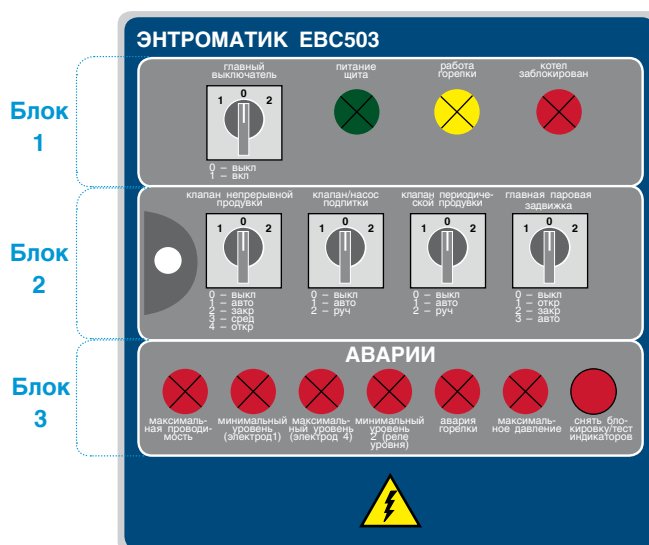 ЭНТРОМАТИК EBC503
Блок
1
главный
выключатель
1 0 2
0 – выкл
1 – вкл
питание
щита
работа
горелки
котел
заблокирован
Блок
2
клапан непрерывной
продувки
1 0 2
0 – выкл
1 – авто
2 – закр
3 – сред
4 – откр
клапан/насос
подпитки
1 0 2
0 – выкл
1 – авто
2 – руч
клапан периодиче-
ской продувки
1 0 2
0 – выкл
1 – авто
2 – руч
главная паровая
задвижка
1 0 2
0 – выкл
1 – откр
2 – закр
3 – авто
Блок
3
АВАРИИ
максималь-
ная проводи-
мость
минимальный
уровень
(электрод1)
максималь-
ный уровень
(электрод 4)
минимальный
уровень
2 (реле
уровня)
авария
горелки
максималь-
ное давление
снять бло-
кировку/тест
индикаторов